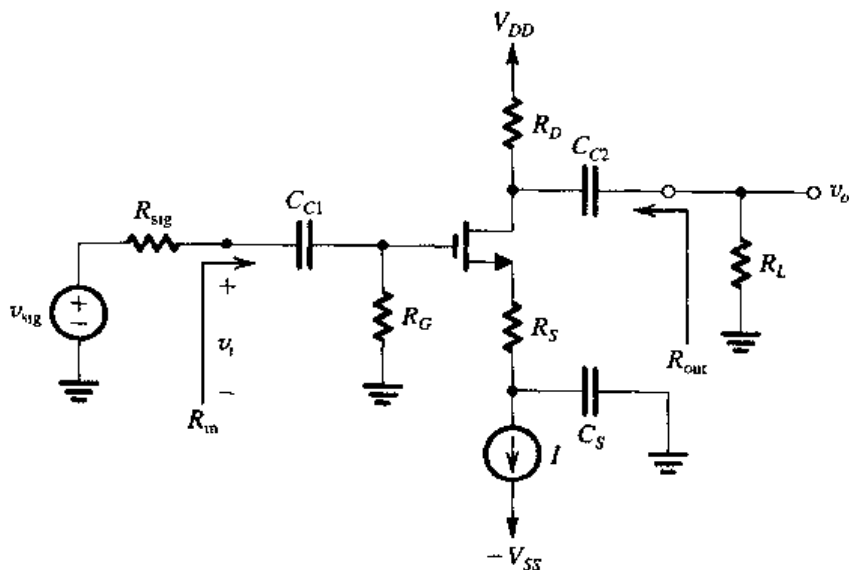 V_DD
R_D
C_C2
v_o
C_C1
R_sig
R_L
+
+
−
v_sig
R_G
R_S
v_i
R_out
−
R_in
C_S
I
−V_SS